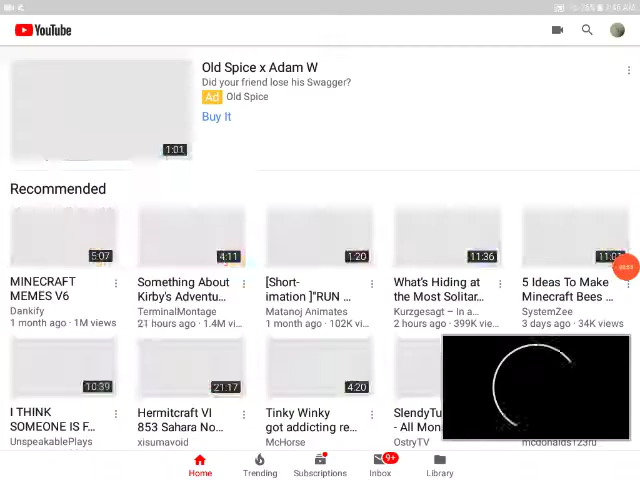 YouTube
Old Spice x Adam W
Did your friend lose his Swagger?
Ad Old Spice
Buy It
1:01
Recommended
5:07
4:11
1:20
11:36
MINECRAFT
MEMES V6
Dankify
1 month ago · 1M views
Something About
Kirby's Adventu...
TerminalMontage
21 hours ago · 1.4M vi...
[Short-
imation ]"RUN ...
Matanoj Animates
1 month ago · 102K vi...
What's Hiding at
the Most Solitar...
Kurzgesagt – In a...
2 hours ago · 399K vi...
5 Ideas To Make
Minecraft Bees ...
SystemZee
3 days ago · 34K views
10:39
21:17
4:20
I THINK
SOMEONE IS F...
UnspeakablePlays
Hermitcraft VI
853 Sahara No...
xisumavoid
Tinky Winky
got addicting re...
McHorse
SlendyTu
- All Mon
OstryTV
mcdonalds123ru
Home
Trending
Subscriptions
9+
Inbox
Library